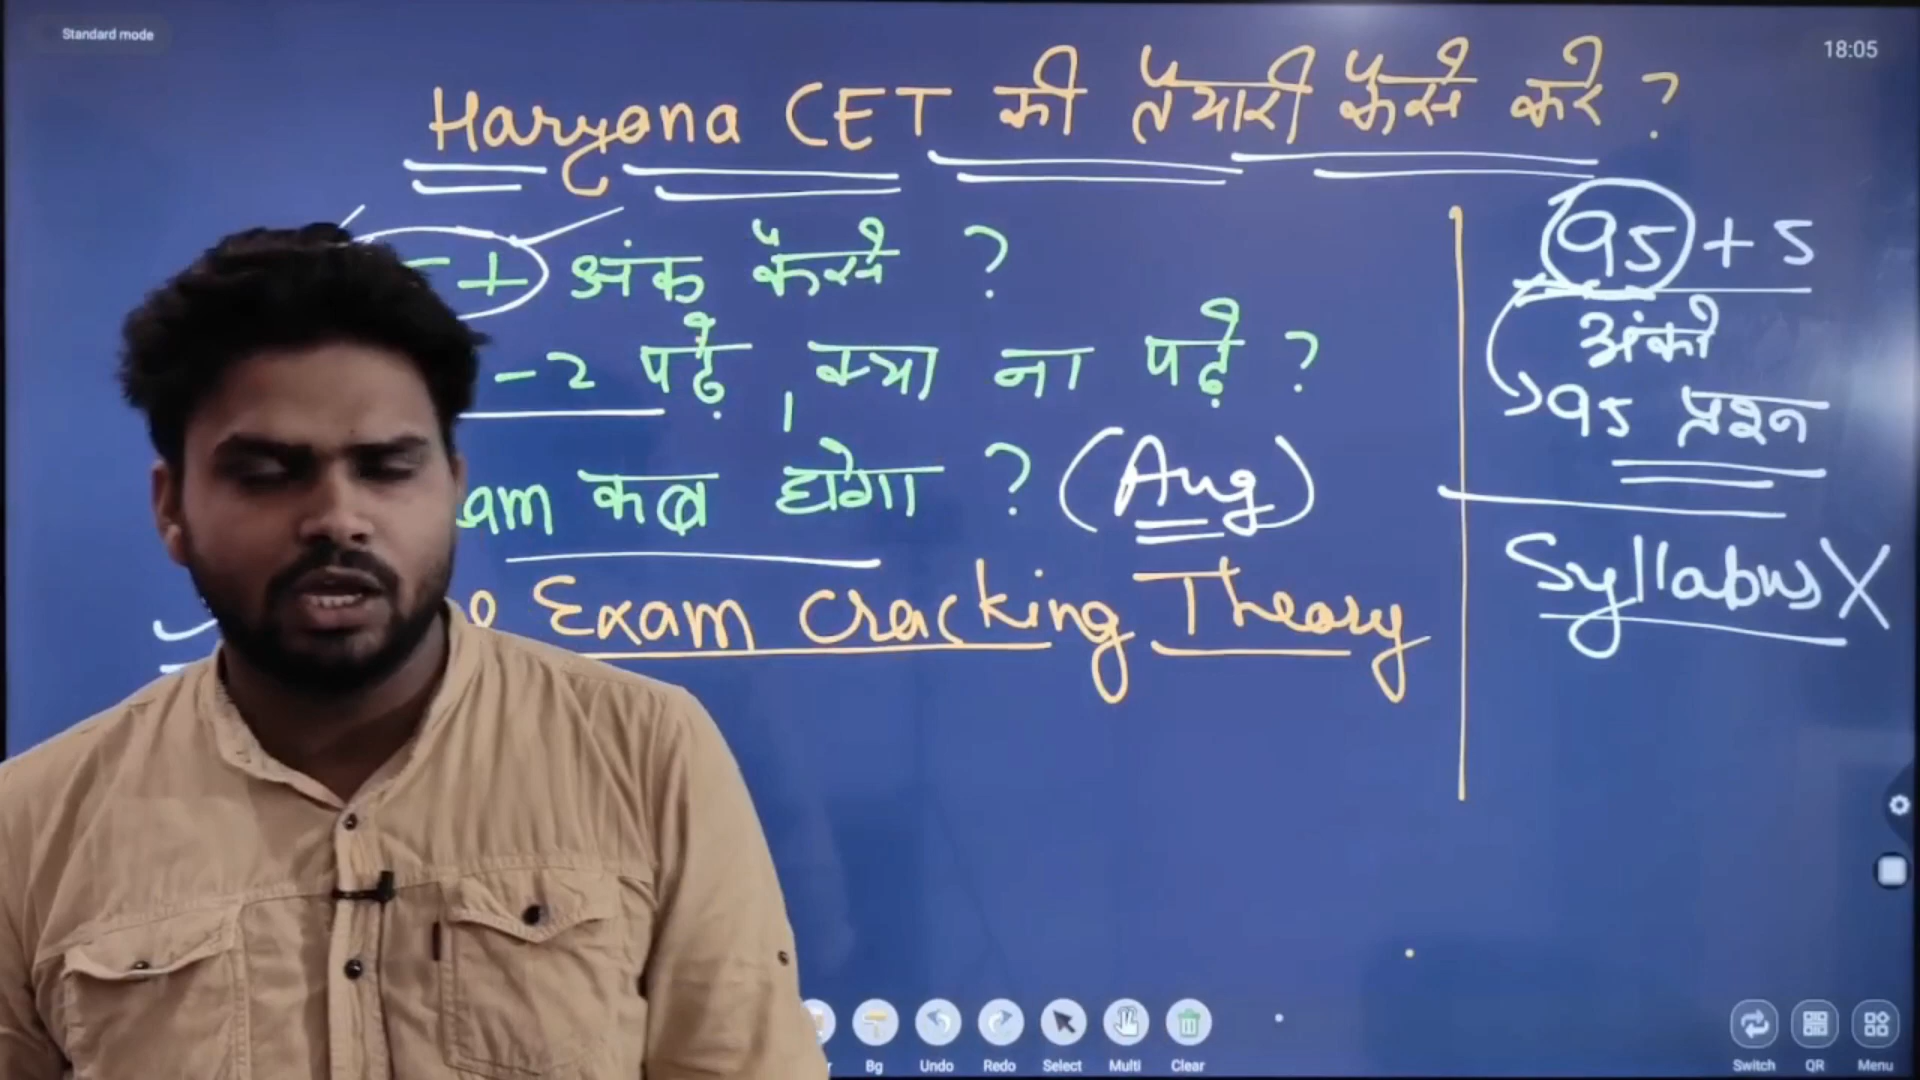 Standard mode
18:05
Haryana CET की तैयारी कैसे करे ?
+ अंक कैसे ?
-2 पढ़े, क्या ना पढ़े ?
am कब होगा ? (Aug)
Exam Cracking Theory
95 + 5
अंको
95 प्रश्न
Syllabus X
Bg Undo Redo Select Multi Clear
Switch QR Menu